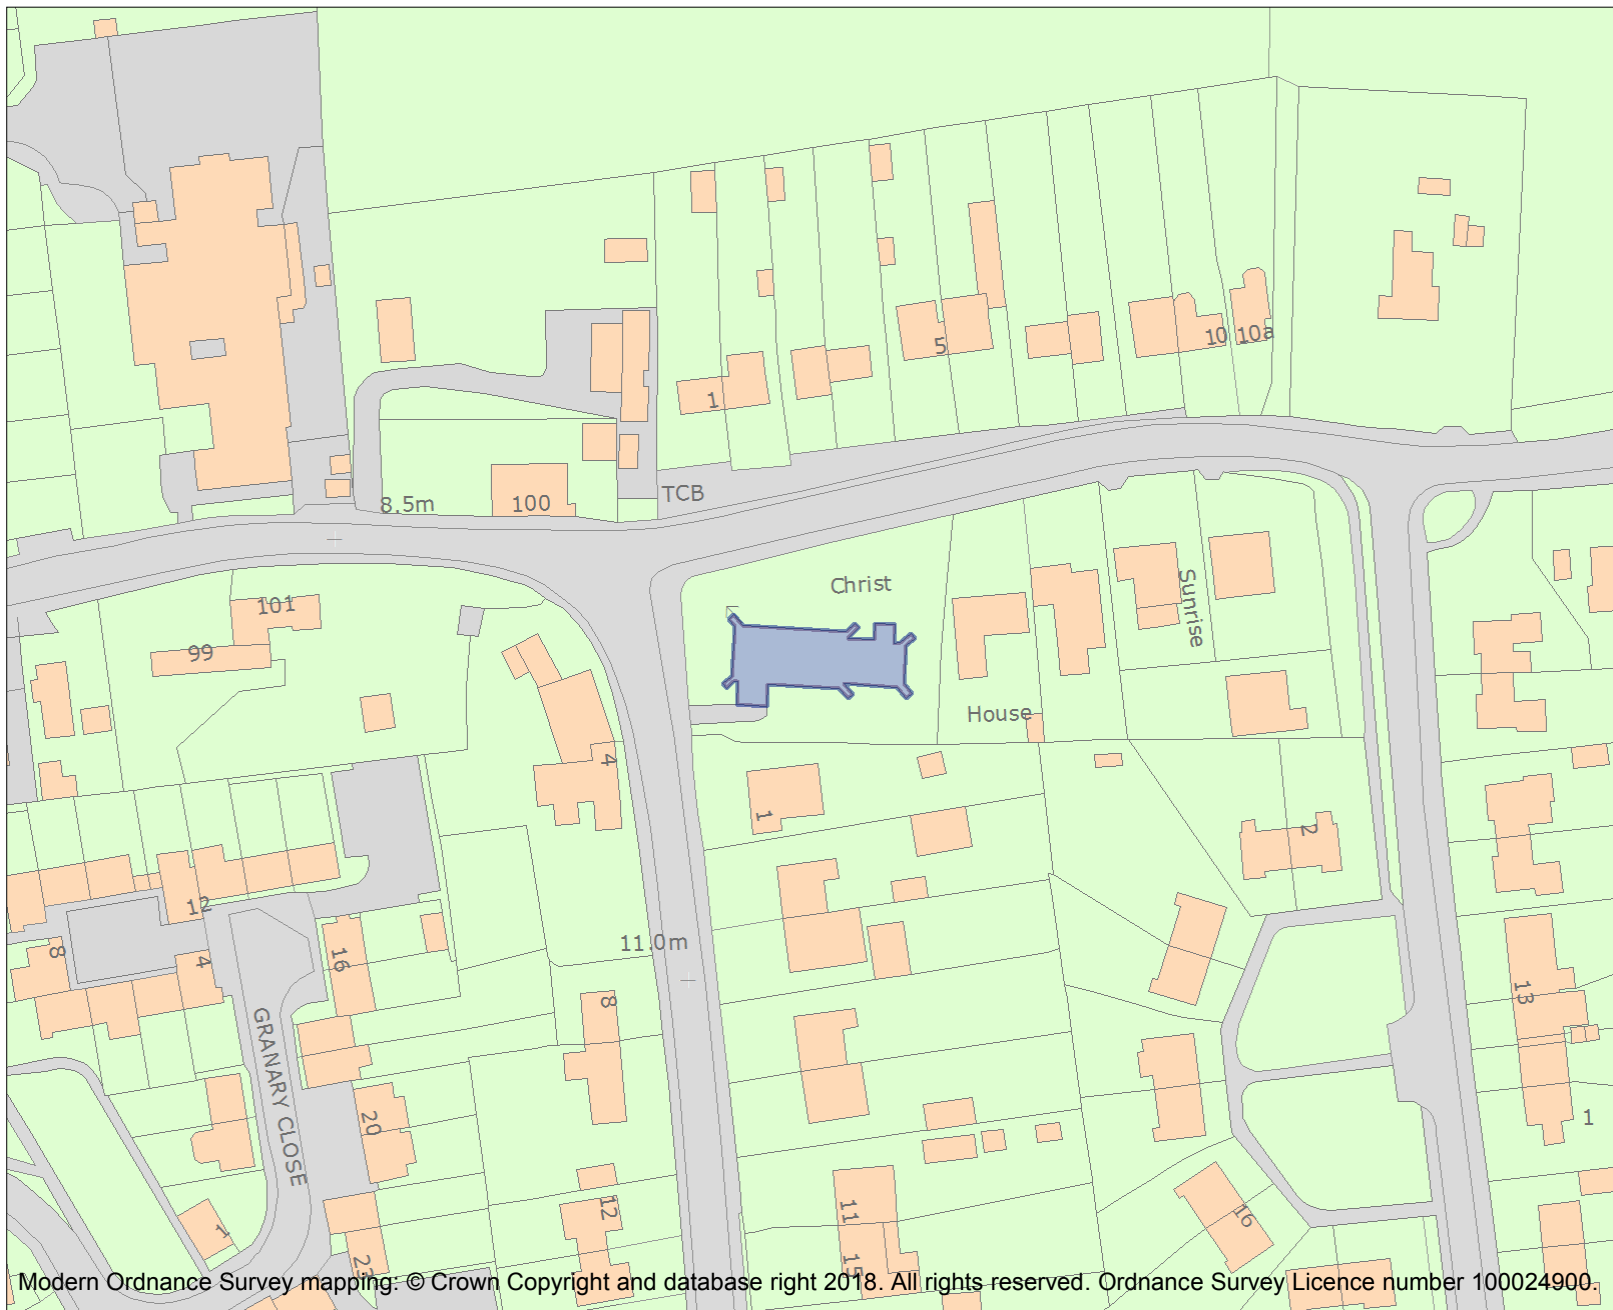 5
10
10a
1
TCB
8.5m
100
Christ
Sunrise
101
99
House
4
1
2
12
8
4
16
11.0m
8
13
GRANARY CLOSE
20
1
12
11
16
1
15
23
Modern Ordnance Survey mapping: © Crown Copyright and database right 2018. All rights reserved. Ordnance Survey Licence number 100024900.